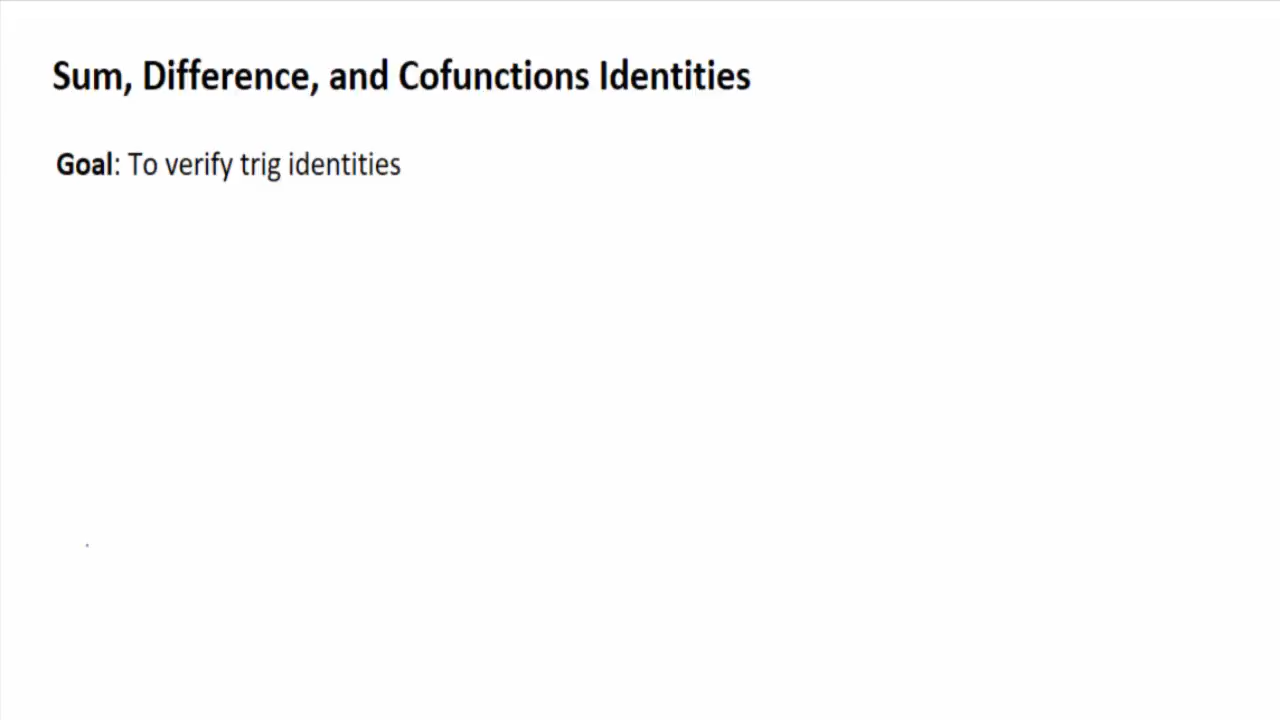 Sum, Difference, and Cofunctions Identities
Goal: To verify trig identities